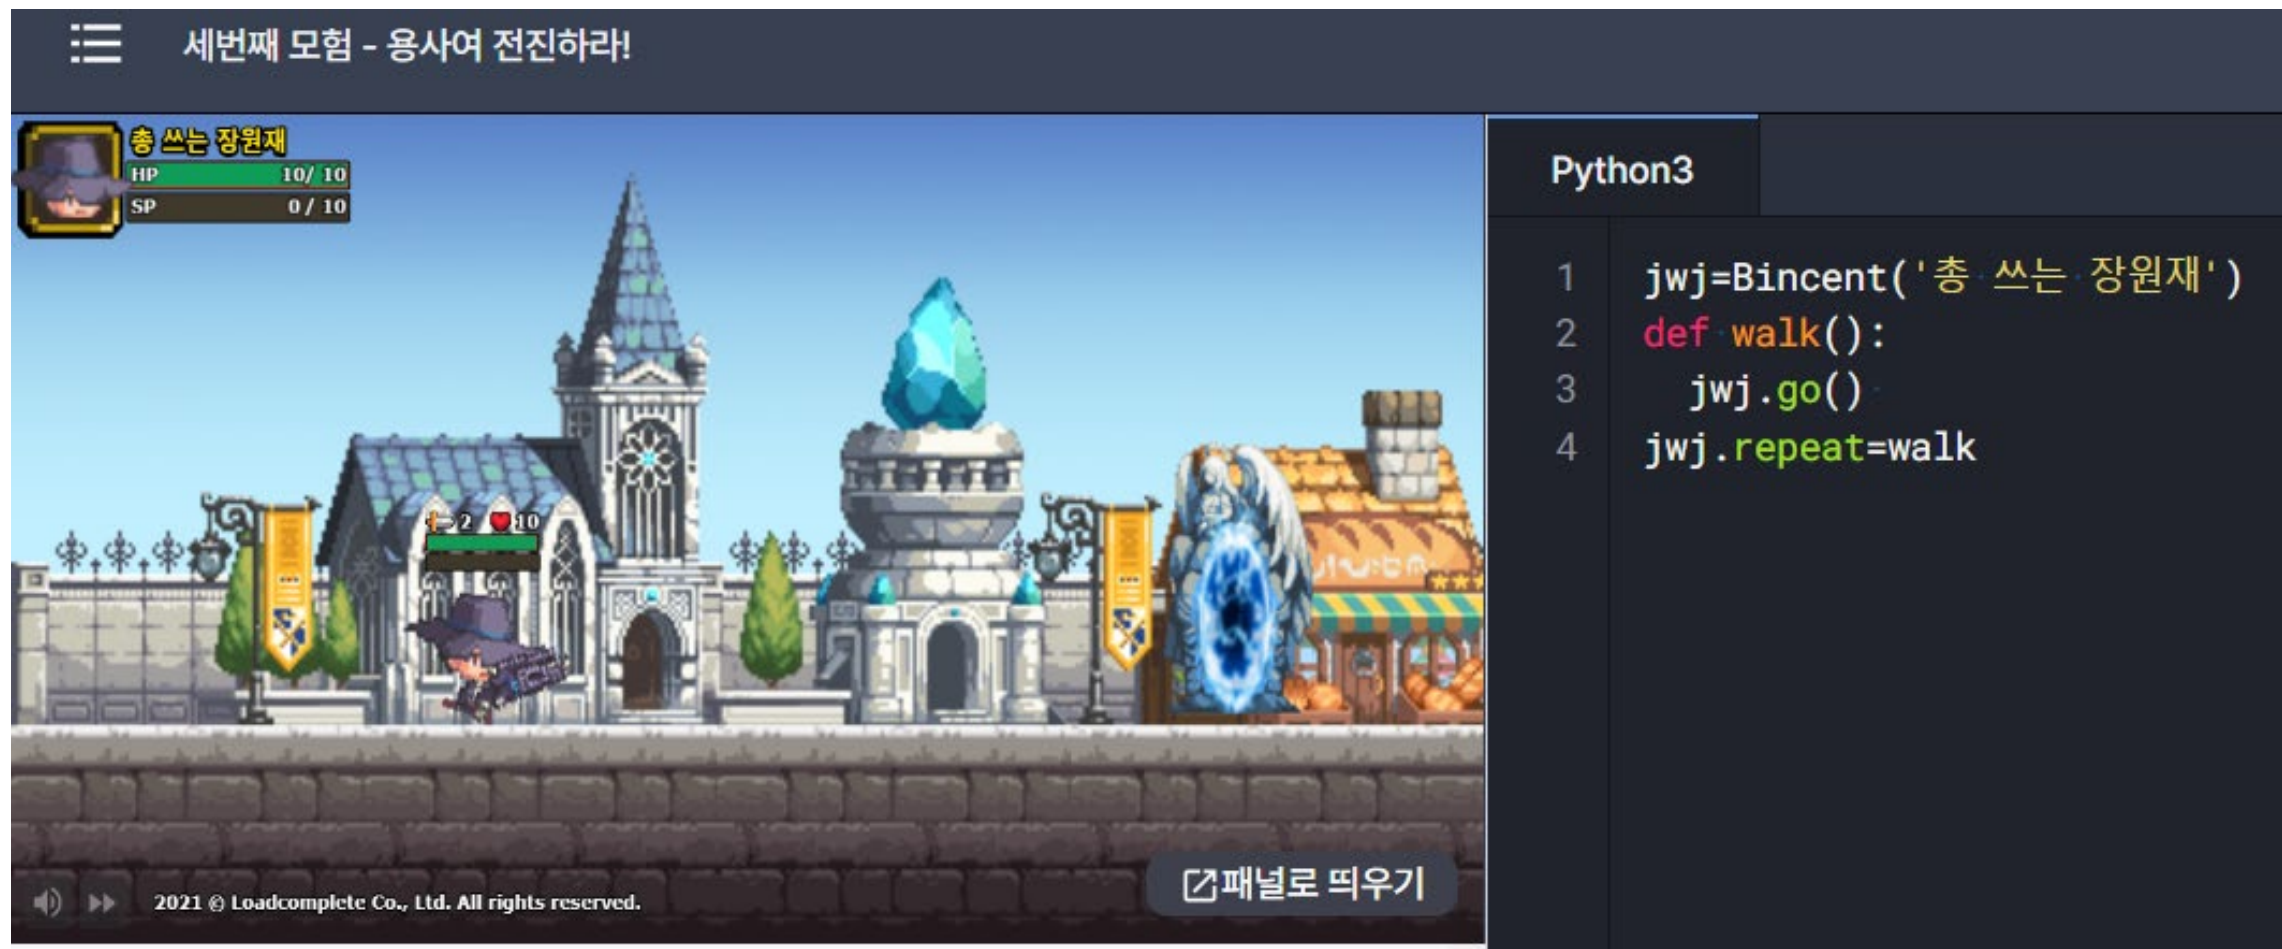 세번째 모험 - 용사여 전진하라!
총 쓰는 장원재
HP 10/ 10
SP 0 / 10
2 10
2021 © Loadcomplete Co., Ltd. All rights reserved.
패널로 띄우기
Python3
1 jwj=Bincent('총 쓰는 장원재')
2 def walk():
3   jwj.go()
4 jwj.repeat=walk